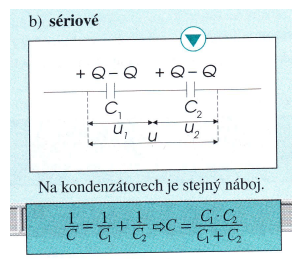 b) sériové
+ Q – Q + Q – Q
C₁ C₂
u₁ u u₂
Na kondenzátorech je stejný náboj.
1/C = 1/C₁ + 1/C₂ ⇨ C = C₁ · C₂ / C₁ + C₂